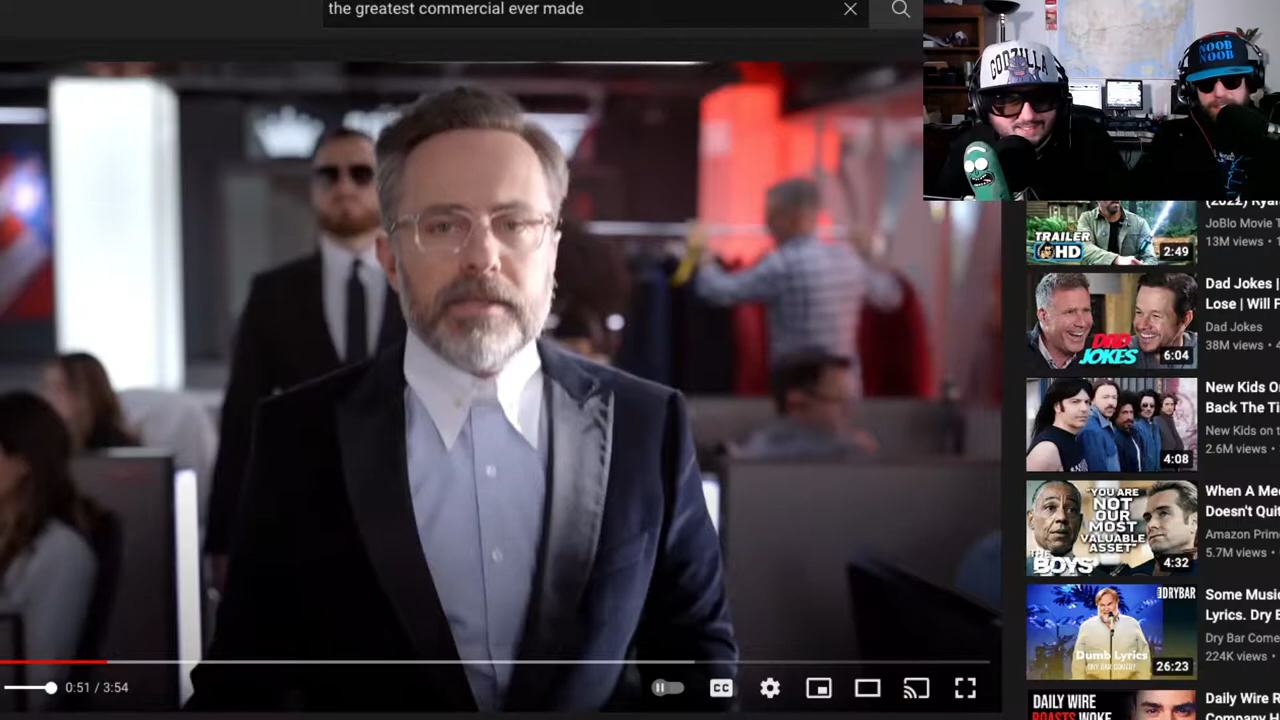 the greatest commercial ever made
GODZILLA
NOOB
NOOB
TRAILER
HD
2:49
JoBlo Movie
13M views •
Dad Jokes |
Lose | Will F
Dad Jokes
38M views •
DAD
JOKES
6:04
New Kids O
Back The T
New Kids on t
2.6M views •
4:08
"YOU ARE
NOT
OUR
MOST
VALUABLE
ASSET"
THE
BOYS
4:32
When A Me
Doesn't Quit
Amazon Prim
5.7M views •
DRYBAR
Dumb Lyrics
DRY BAR COMEDY
26:23
Some Music
Lyrics. Dry B
Dry Bar Come
224K views •
DAILY WIRE
ROASTS WOKE
Daily Wire R
Company H
0:51 / 3:54
CC